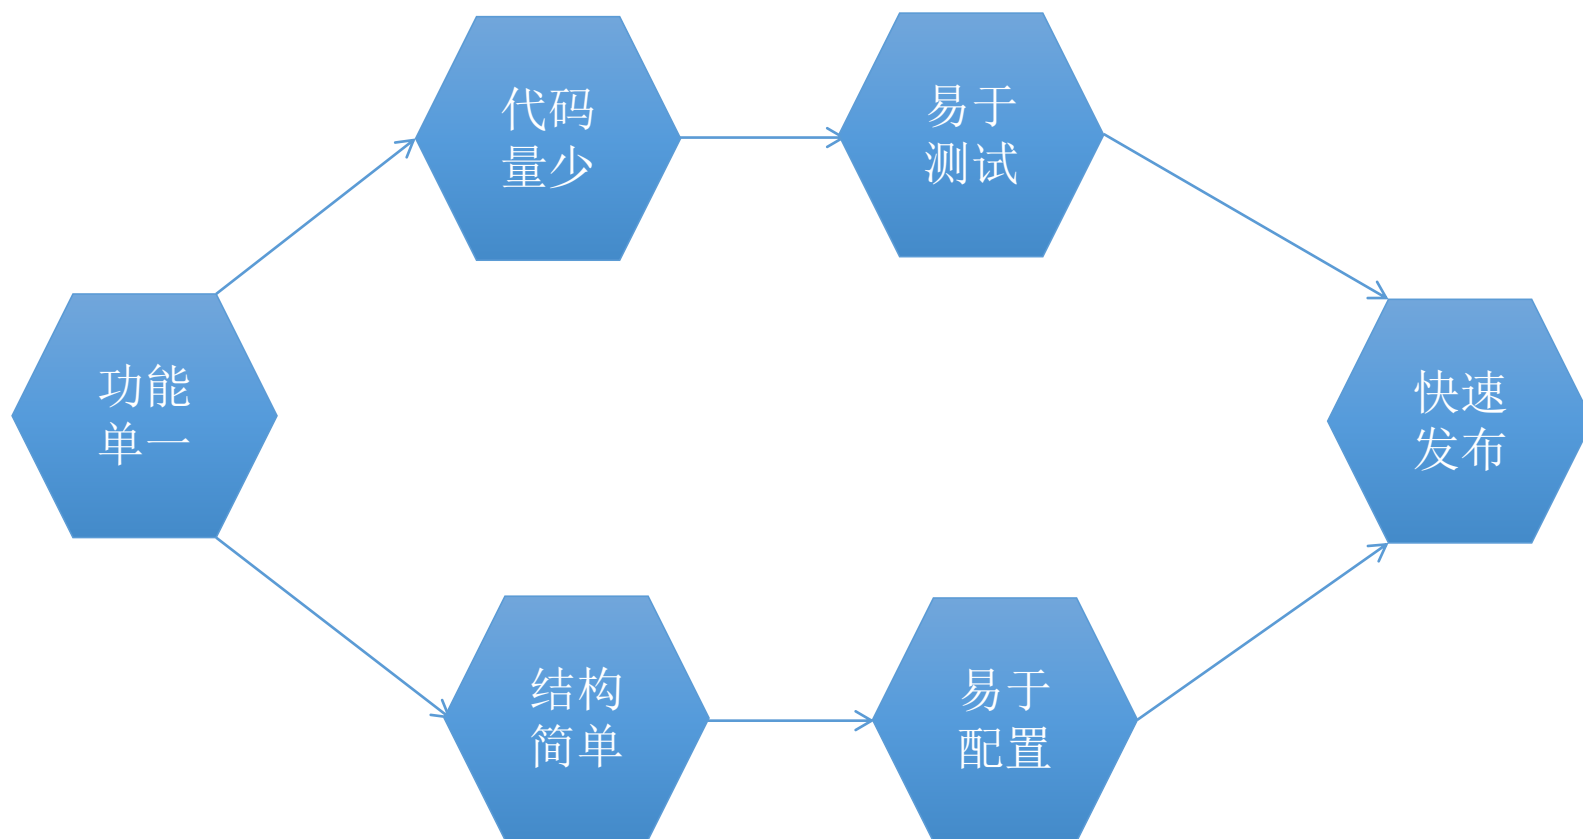 代码
量少
易于
测试
功能
单一
快速
发布
结构
简单
易于
配置